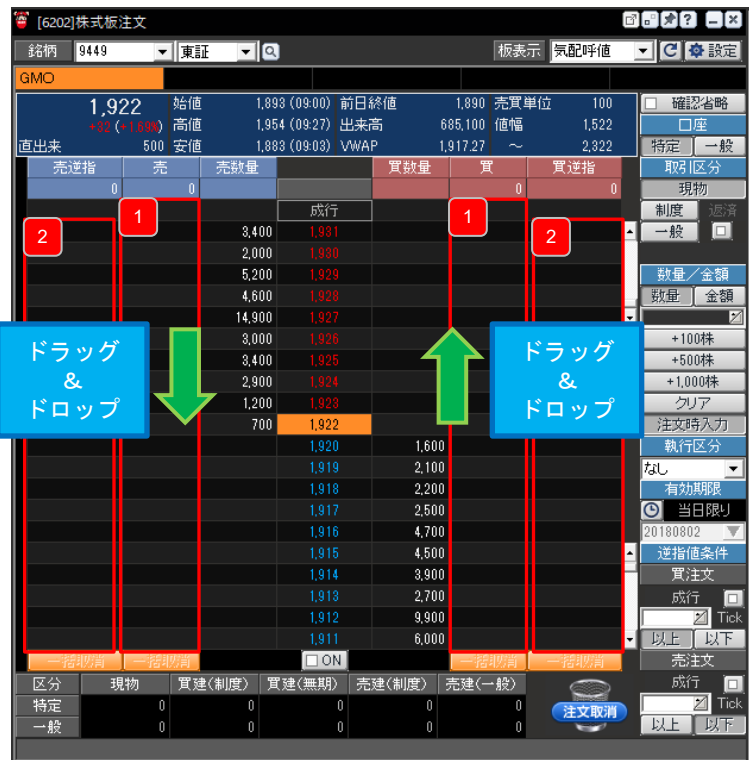 [6202]株式板注文
銘柄 9449 東証 板表示 気配呼値 設定
GMO
1,922 始値 1,893 (09:00) 前日終値 1,890 売買単位 100
+32 (+1.69%) 高値 1,954 (09:27) 出来高 685,100 値幅 1,522
直出来 500 安値 1,883 (09:03) VWAP 1,917.27 ～ 2,322
売逆指 売 売数量 買数量 買 買逆指
0 0 0 0
成行
1 1
2 2
3,400 1,931
2,000 1,930
5,200 1,929
4,600 1,928
14,900 1,927
3,000 1,926
3,400 1,925
2,900 1,924
1,200 1,923
700 1,922
1,920 1,600
1,919 2,100
1,918 2,200
1,917 2,500
1,916 4,700
1,915 4,500
1,914 3,900
1,913 2,700
1,912 9,900
1,911 6,000
ドラッグ
&
ドロップ
ドラッグ
&
ドロップ
一括取消 一括取消 ON 一括取消 一括取消
区分 現物 買建(制度) 買建(無期) 売建(制度) 売建(一般)
特定 0 0 0 0 0
一般 0 0 0 0 0
注文取消
確認省略
口座
特定 一般
取引区分
現物
制度 返済
一般
数量／金額
数量 金額
+100株
+500株
+1,000株
クリア
注文時入力
執行区分
なし
有効期限
当日限り
20180802
逆指値条件
買注文
成行
Tick
以上 以下
売注文
成行
Tick
以上 以下